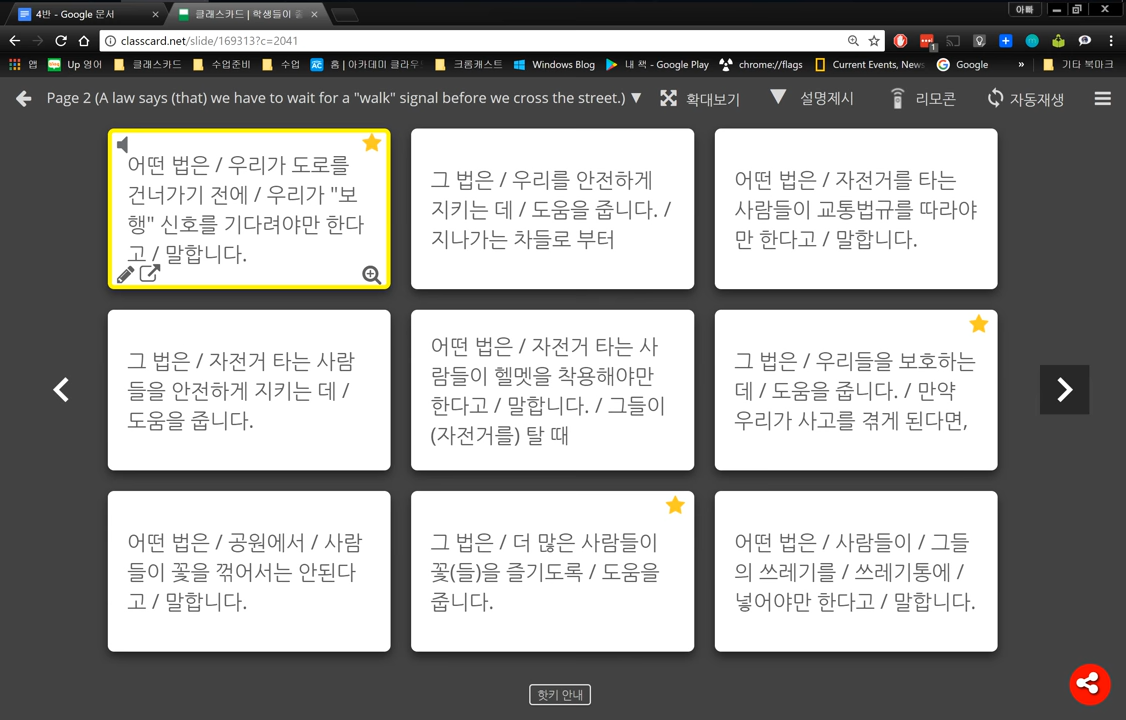 4반 - Google 문서
클래스카드 | 학생들이 좋
아빠
classcard.net/slide/169313?c=2041
앱
Up 영어
클래스카드
수업준비
수업
홈 | 아카데미 클라우
크롬캐스트
Windows Blog
내 책 - Google Play
chrome://flags
Current Events, News
Google
»
기타 북마크
Page 2 (A law says (that) we have to wait for a "walk" signal before we cross the street.) ▼
확대보기
설명제시
리모콘
자동재생
어떤 법은 / 우리가 도로를
건너가기 전에 / 우리가 "보
행" 신호를 기다려야만 한다
고 / 말합니다.
그 법은 / 우리를 안전하게
지키는 데 / 도움을 줍니다. /
지나가는 차들로 부터
어떤 법은 / 자전거를 타는
사람들이 교통법규를 따라야
만 한다고 / 말합니다.
그 법은 / 자전거 타는 사람
들을 안전하게 지키는 데 /
도움을 줍니다.
어떤 법은 / 자전거 타는 사
람들이 헬멧을 착용해야만
한다고 / 말합니다. / 그들이
(자전거를) 탈 때
그 법은 / 우리들을 보호하는
데 / 도움을 줍니다. / 만약
우리가 사고를 겪게 된다면,
어떤 법은 / 공원에서 / 사람
들이 꽃을 꺾어서는 안된다
고 / 말합니다.
그 법은 / 더 많은 사람들이
꽃(들)을 즐기도록 / 도움을
줍니다.
어떤 법은 / 사람들이 / 그들
의 쓰레기를 / 쓰레기통에 /
넣어야만 한다고 / 말합니다.
핫키 안내